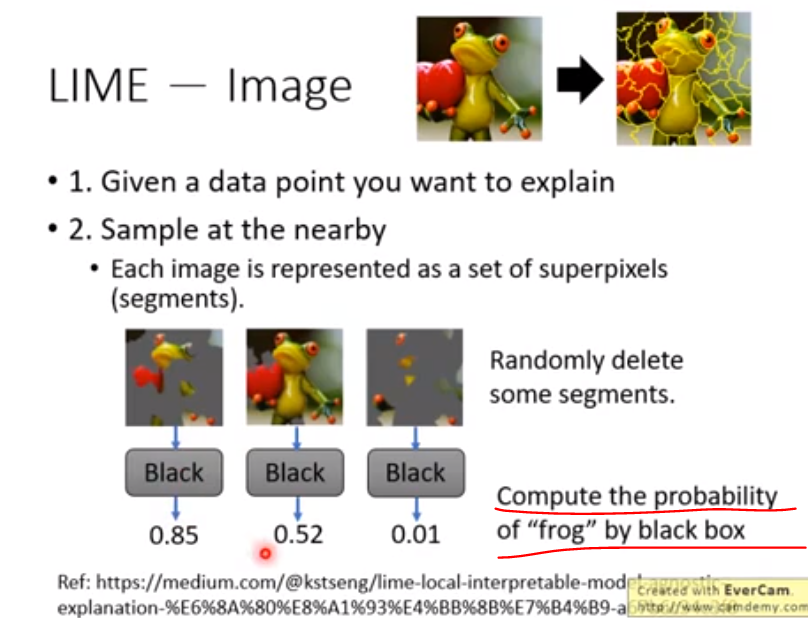 LIME — Image
• 1. Given a data point you want to explain
• 2. Sample at the nearby
• Each image is represented as a set of superpixels
(segments).
Randomly delete
some segments.
Black
Black
Black
0.85
0.52
0.01
Compute the probability
of “frog” by black box
Ref: https://medium.com/@kstseng/lime-local-interpretable-model-agnostic-
explanation-%E6%8A%80%E8%A1%93%E4%BB%8B%E7%B4%B9-a
Created with EverCam.
http://www.camdemy.com